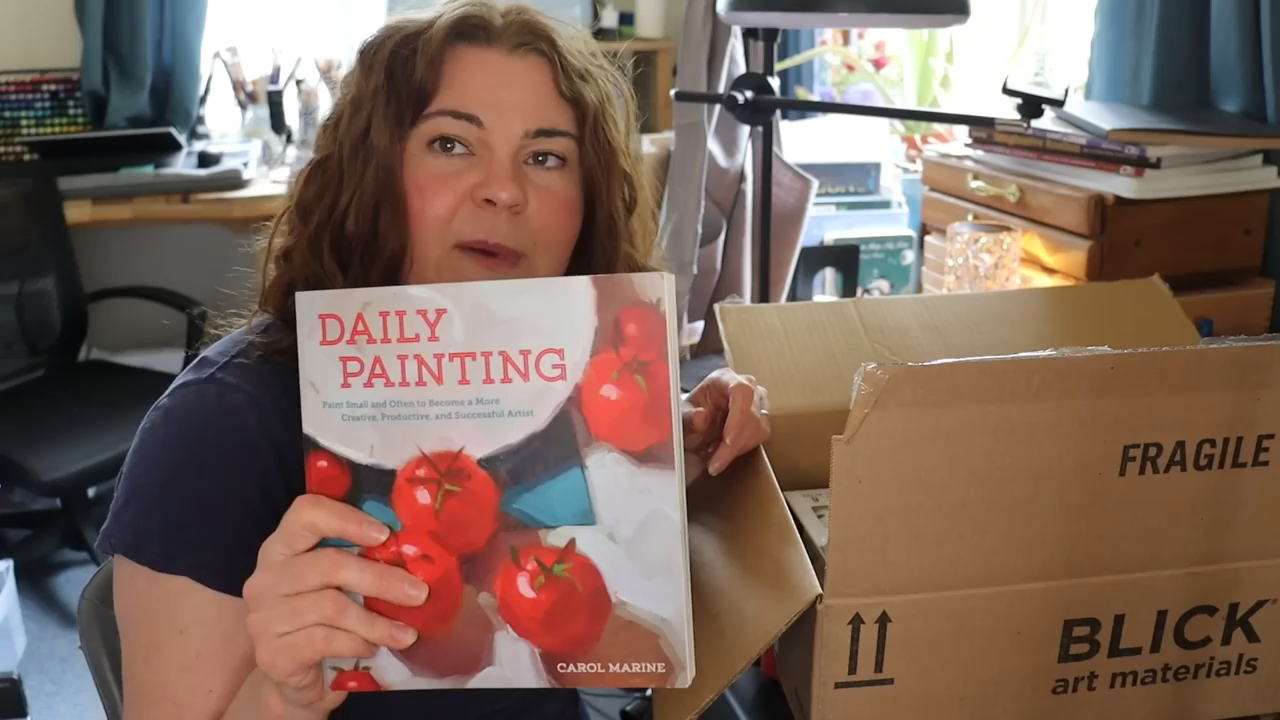 DAILY
PAINTING
Paint Small and Often to Become a More
Creative, Productive, and Successful Artist
CAROL MARINE
FRAGILE
BLICK®
art materials